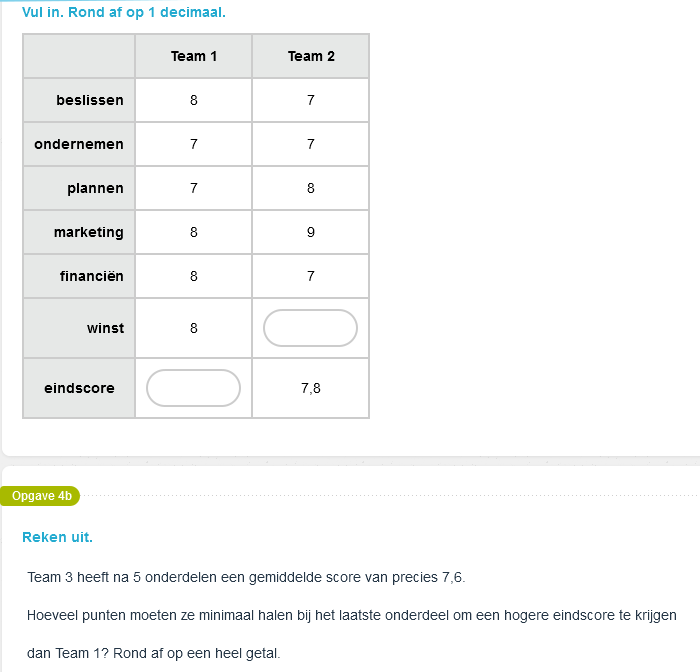 Vul in. Rond af op 1 decimaal.
Team 1 Team 2
beslissen 8 7
ondernemen 7 7
plannen 7 8
marketing 8 9
financiën 8 7
winst 8
eindscore 7,8
Opgave 4b
Reken uit.
Team 3 heeft na 5 onderdelen een gemiddelde score van precies 7,6.
Hoeveel punten moeten ze minimaal halen bij het laatste onderdeel om een hogere eindscore te krijgen
dan Team 1? Rond af op een heel getal.